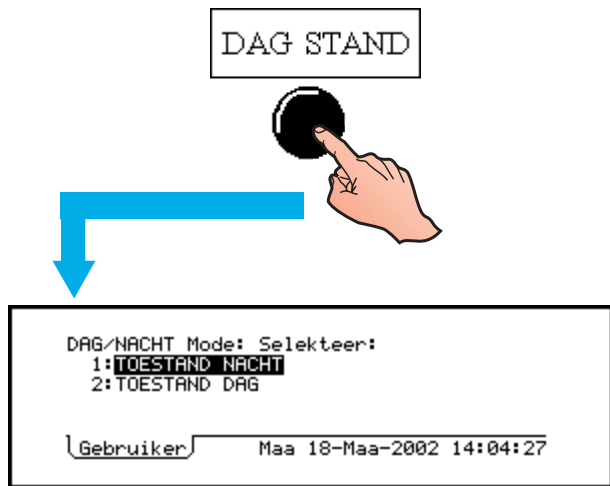 DAG STAND
DAG/NACHT Mode: Selekteer:
1:TOESTAND NACHT
2:TOESTAND DAG
Gebruiker Maa 18-Maa-2002 14:04:27